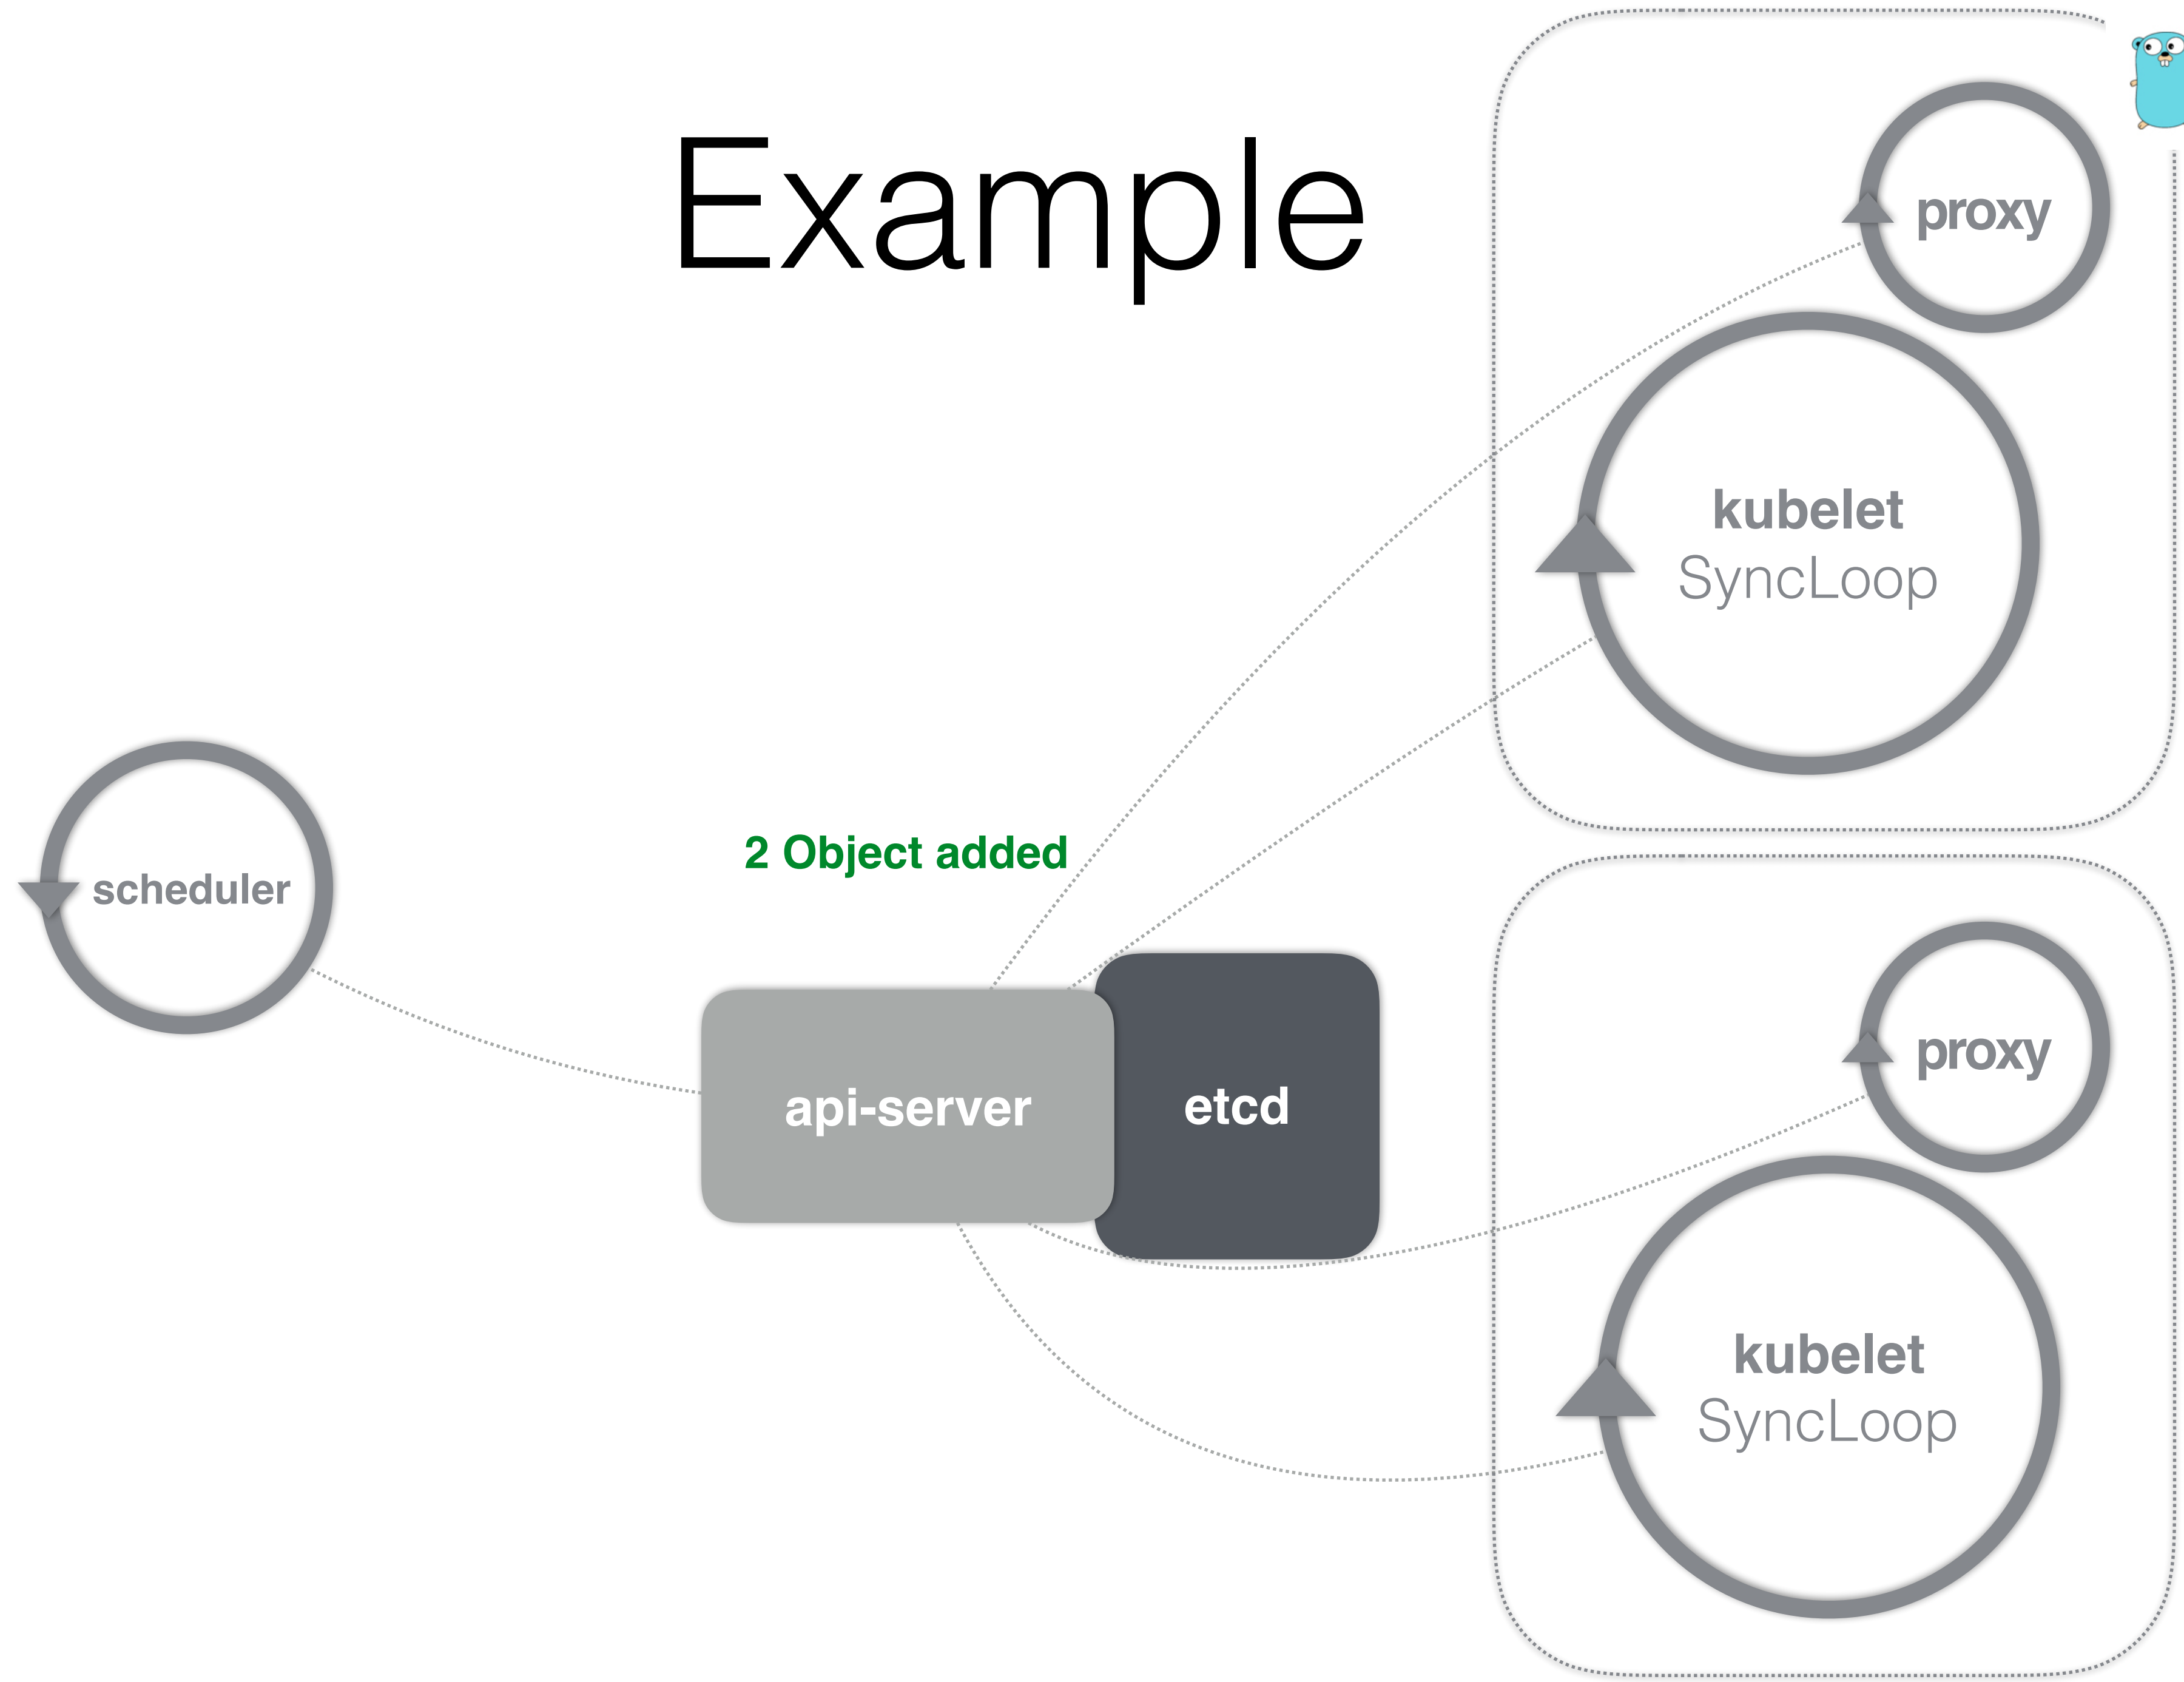 Example
proxy
kubelet
SyncLoop
2 Object added
scheduler
api-server
etcd
proxy
kubelet
SyncLoop